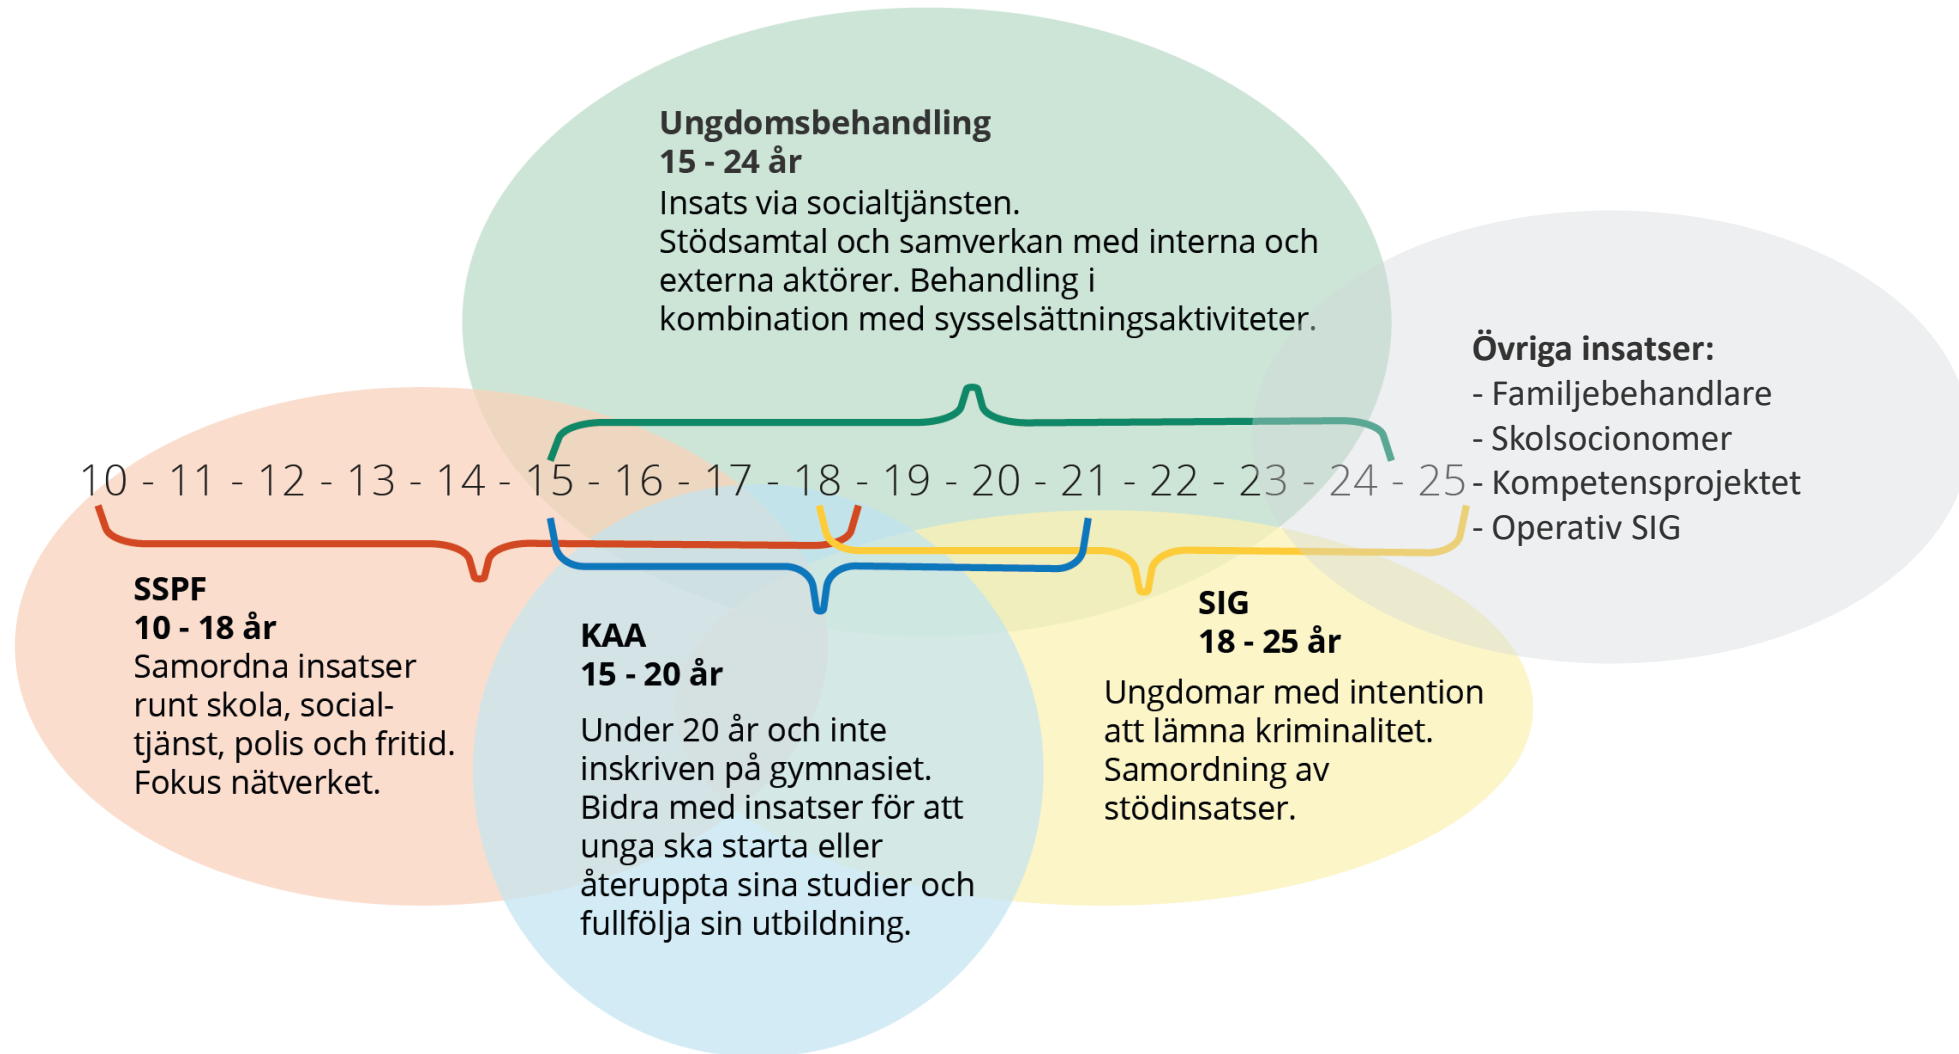 Ungdomsbehandling
15 - 24 år
Insats via socialtjänsten.
Stödsamtal och samverkan med interna och
externa aktörer. Behandling i
kombination med sysselsättningsaktiviteter.
Övriga insatser:
- Familjebehandlare
- Skolsocionomer
- Kompetensprojektet
- Operativ SIG
10 - 11 - 12 - 13 - 14 - 15 - 16 - 17 - 18 - 19 - 20 - 21 - 22 - 23 - 24 - 25
SSPF
10 - 18 år
Samordna insatser
runt skola, social-
tjänst, polis och fritid.
Fokus nätverket.
KAA
15 - 20 år
Under 20 år och inte
inskriven på gymnasiet.
Bidra med insatser för att
unga ska starta eller
återuppta sina studier och
fullfölja sin utbildning.
SIG
18 - 25 år
Ungdomar med intention
att lämna kriminalitet.
Samordning av
stödinsatser.